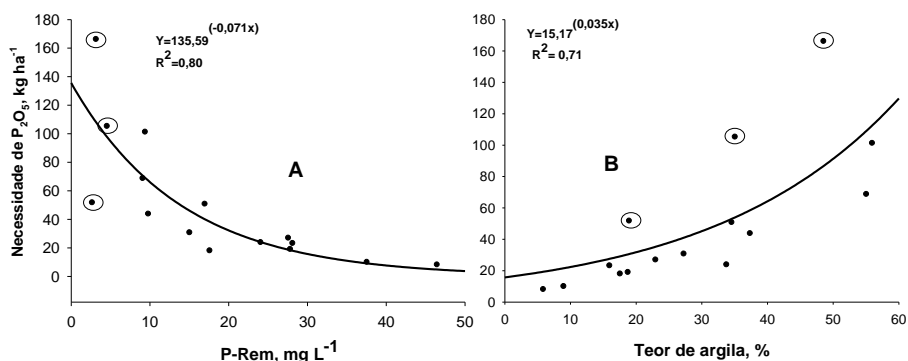 Y=135,59(-0,071x)
R2=0,80
A
Necessidade de P2O5, kg ha-1
180
160
140
120
100
80
60
40
20
0
0 10 20 30 40 50
P-Rem, mg L-1
Y=15,17(0,035x)
R2= 0,71
B
180
160
140
120
100
80
60
40
20
0
0 10 20 30 40 50 60
Teor de argila, %